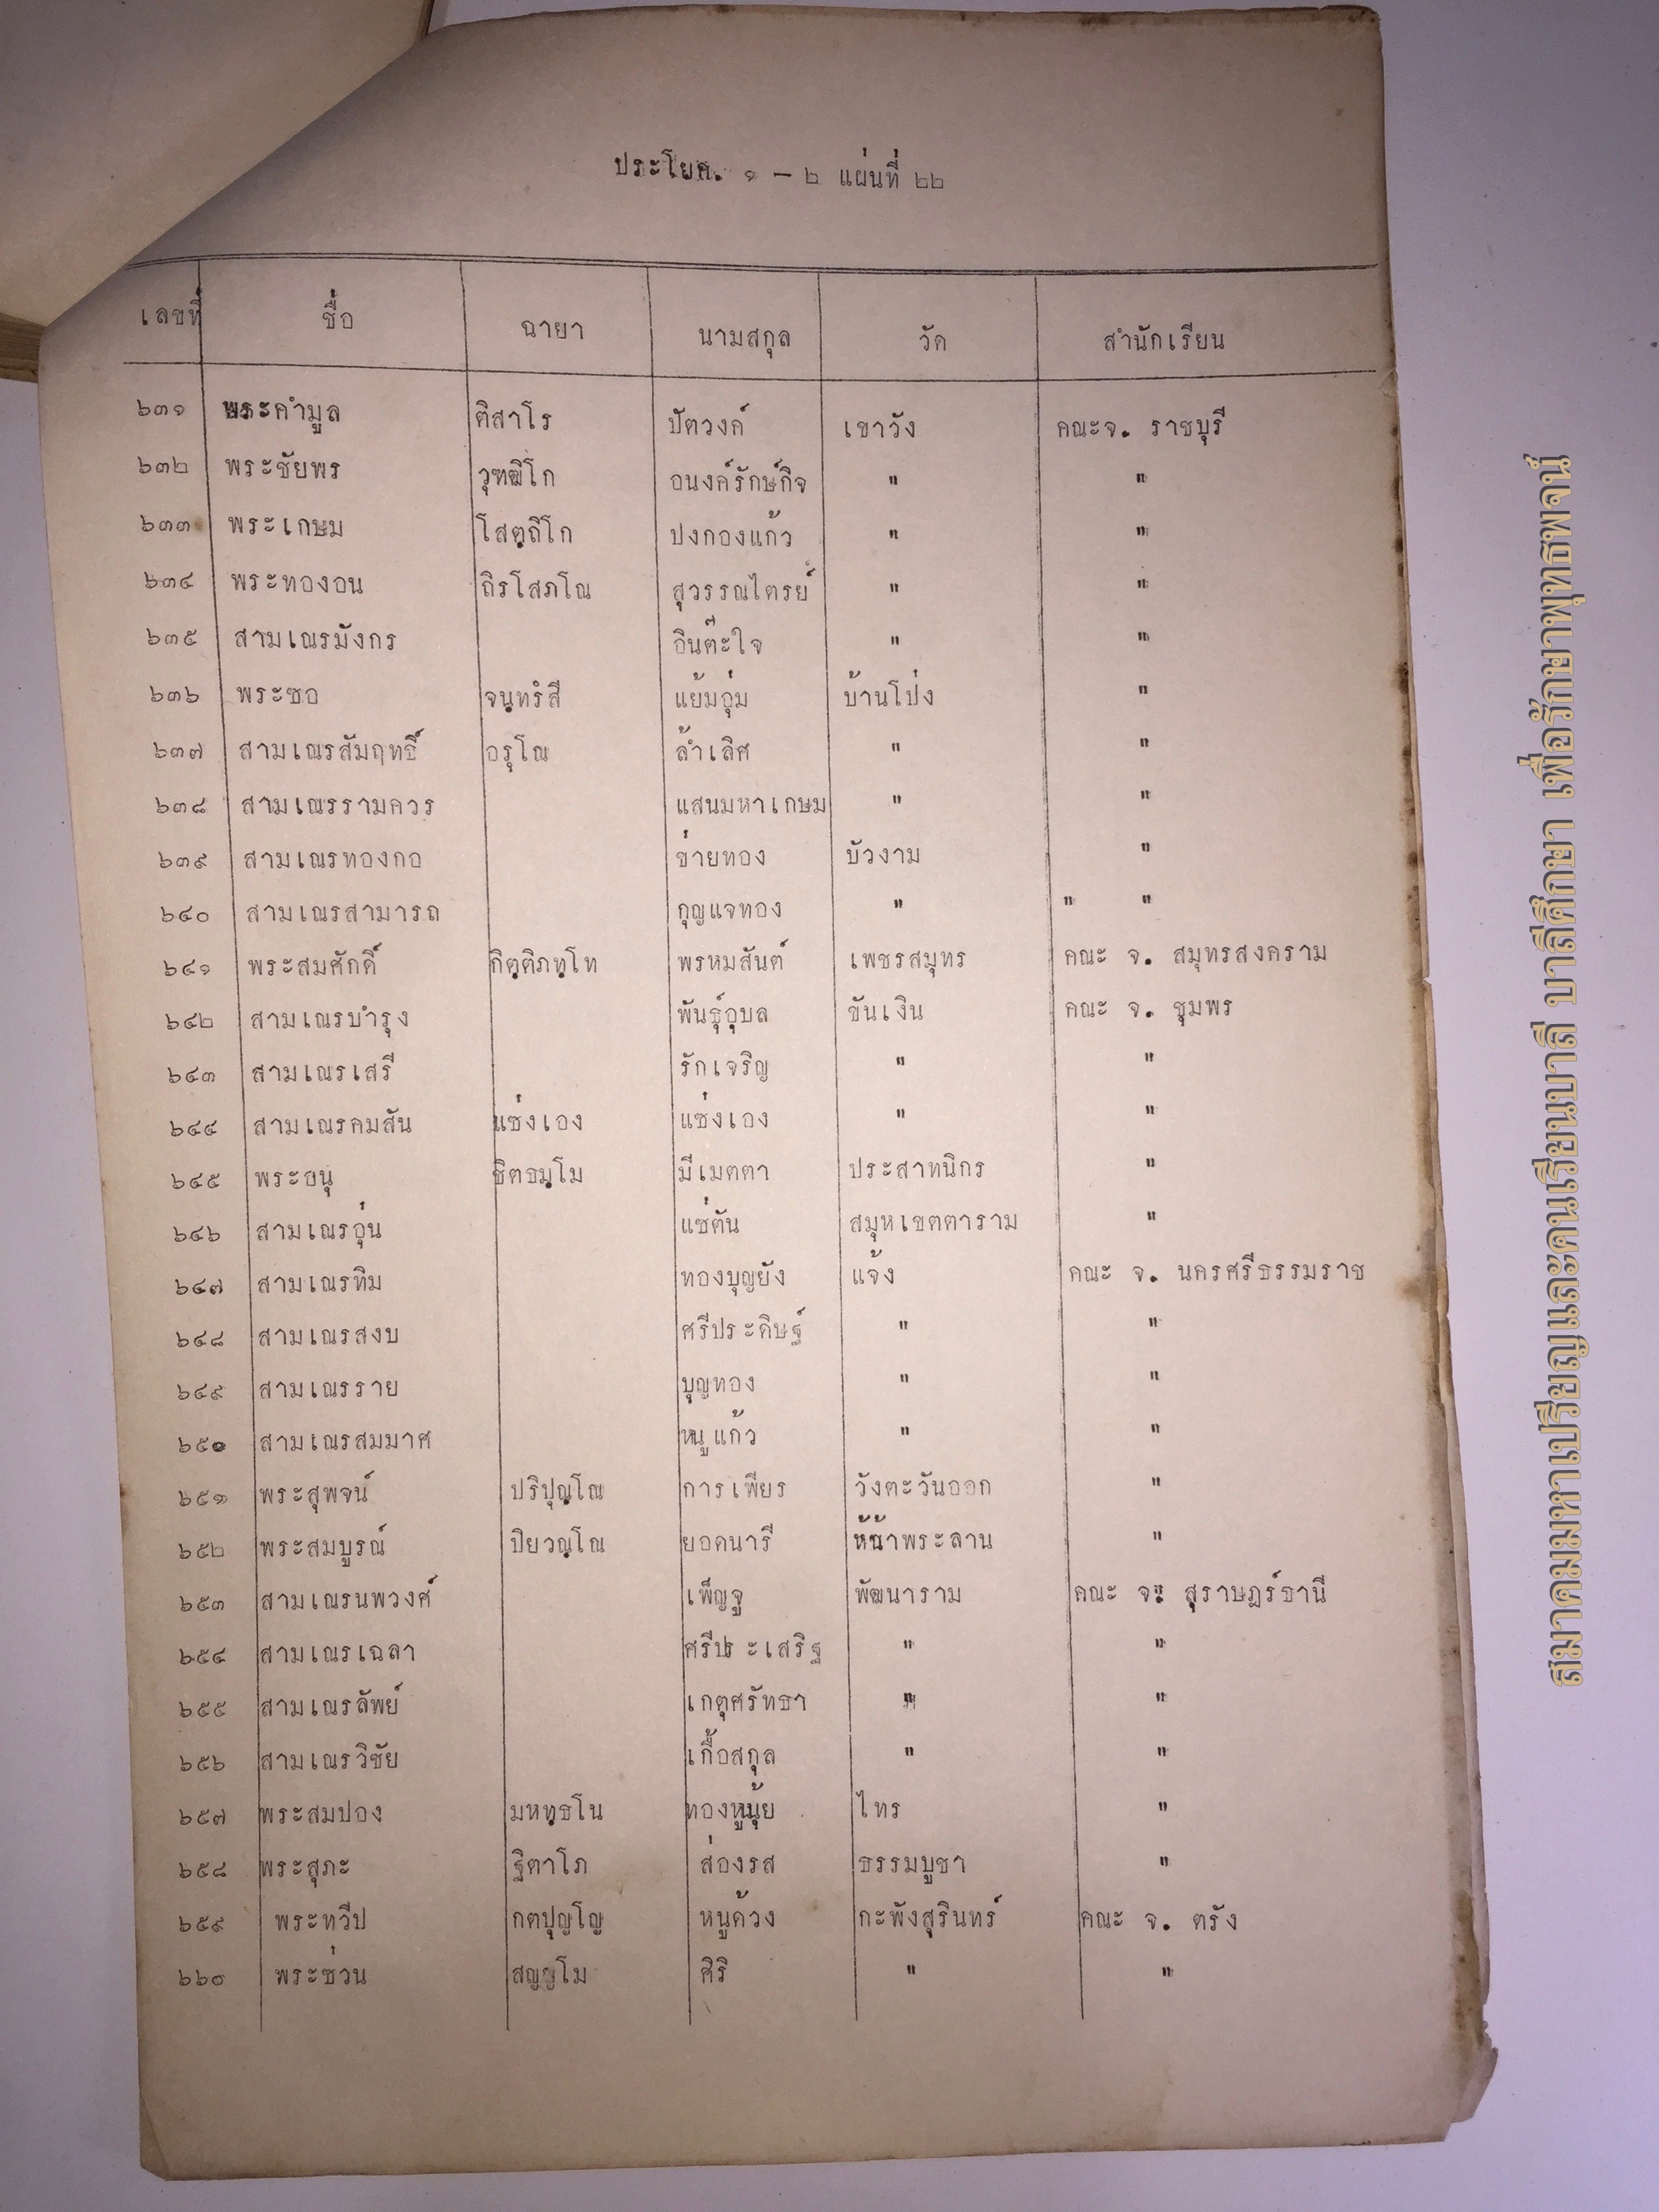 ประโยค. ๑ – ๒ แผ่นที่ ๒๒
เลขที่ ชื่อ ฉายา นามสกุล วัด สำนักเรียน
๖๓๑ พระคำมูล ติสาโร ปัตวงค์ เขาวัง คณะจ. ราชบุรี
๖๓๒ พระชัยพร วุฑฒิโก อนงค์รักษ์กิจ " "
๖๓๓ พระเกษม โสตฺถิโก ปงกองแก้ว " "
๖๓๔ พระทองอน ถิรโสภโณ สุวรรณไตรย์ " "
๖๓๕ สามเณรมังกร อินต๊ะใจ " "
๖๓๖ พระซอ จนฺทรํสี แย้มอุ่ม บ้านโป่ง "
๖๓๗ สามเณรสัมฤทธิ์ อรุโณ ล้ำเลิศ " "
๖๓๘ สามเณรรามควร แสนมหาเกษม " "
๖๓๙ สามเณรทองกอ ข่ายทอง บัวงาม "
๖๔๐ สามเณรสามารถ กุญแจทอง " " "
๖๔๑ พระสมศักดิ์ กิตฺติภทฺโท พรหมสันต์ เพชรสมุทร คณะ จ. สมุทรสงคราม
๖๔๒ สามเณรบำรุง พันธุ์อุบล ขันเงิน คณะ จ. ชุมพร
๖๔๓ สามเณรเสรี รักเจริญ " "
๖๔๔ สามเณรคมสัน แซ่งเอง แซ่งเอง " "
๖๔๕ พระอนุ ธิตธมฺโม มีเมตตา ประสาทนิกร "
๖๔๖ สามเณรอุ่น แซ่ตัน สมุหเขตตาราม "
๖๔๗ สามเณรทิม ทองบุญยัง แจ้ง คณะ จ. นครศรีธรรมราช
๖๔๘ สามเณรสงบ ศรีประดิษฐ์ " "
๖๔๙ สามเณรราย บุญทอง " "
๖๕๐ สามเณรสมมาศ หนูแก้ว " "
๖๕๑ พระสุพจน์ ปริปุญฺโณ การเพียร วังตะวันออก "
๖๕๒ พระสมบูรณ์ ปิยวณฺโณ ยอดนารี หน้าพระลาน "
๖๕๓ สามเณรนพวงศ์ เพ็ญจู พัฒนาราม คณะ จ. สุราษฎร์ธานี
๖๕๔ สามเณรเฉลา ศรีประเสริฐ " "
๖๕๕ สามเณรลัพย์ เกตุศรัทธา " "
๖๕๖ สามเณรวิชัย เกื้อสกุล " "
๖๕๗ พระสมปอง มหทฺธโน ทองหนุ้ย ไทร "
๖๕๘ พระสุภะ ฐิตาโภ ส่องรส ธรรมบูชา "
๖๕๙ พระทวีป กตปุญฺโญ หนูด้วง กะพังสุรินทร์ คณะ จ. ตรัง
๖๖๐ พระช่วน สญฺญโม ศิริ " "
สมาคมมหาเปรียญและคนเรียนบาลี บาลีศึกษา เพื่อรักษาพุทธพจน์